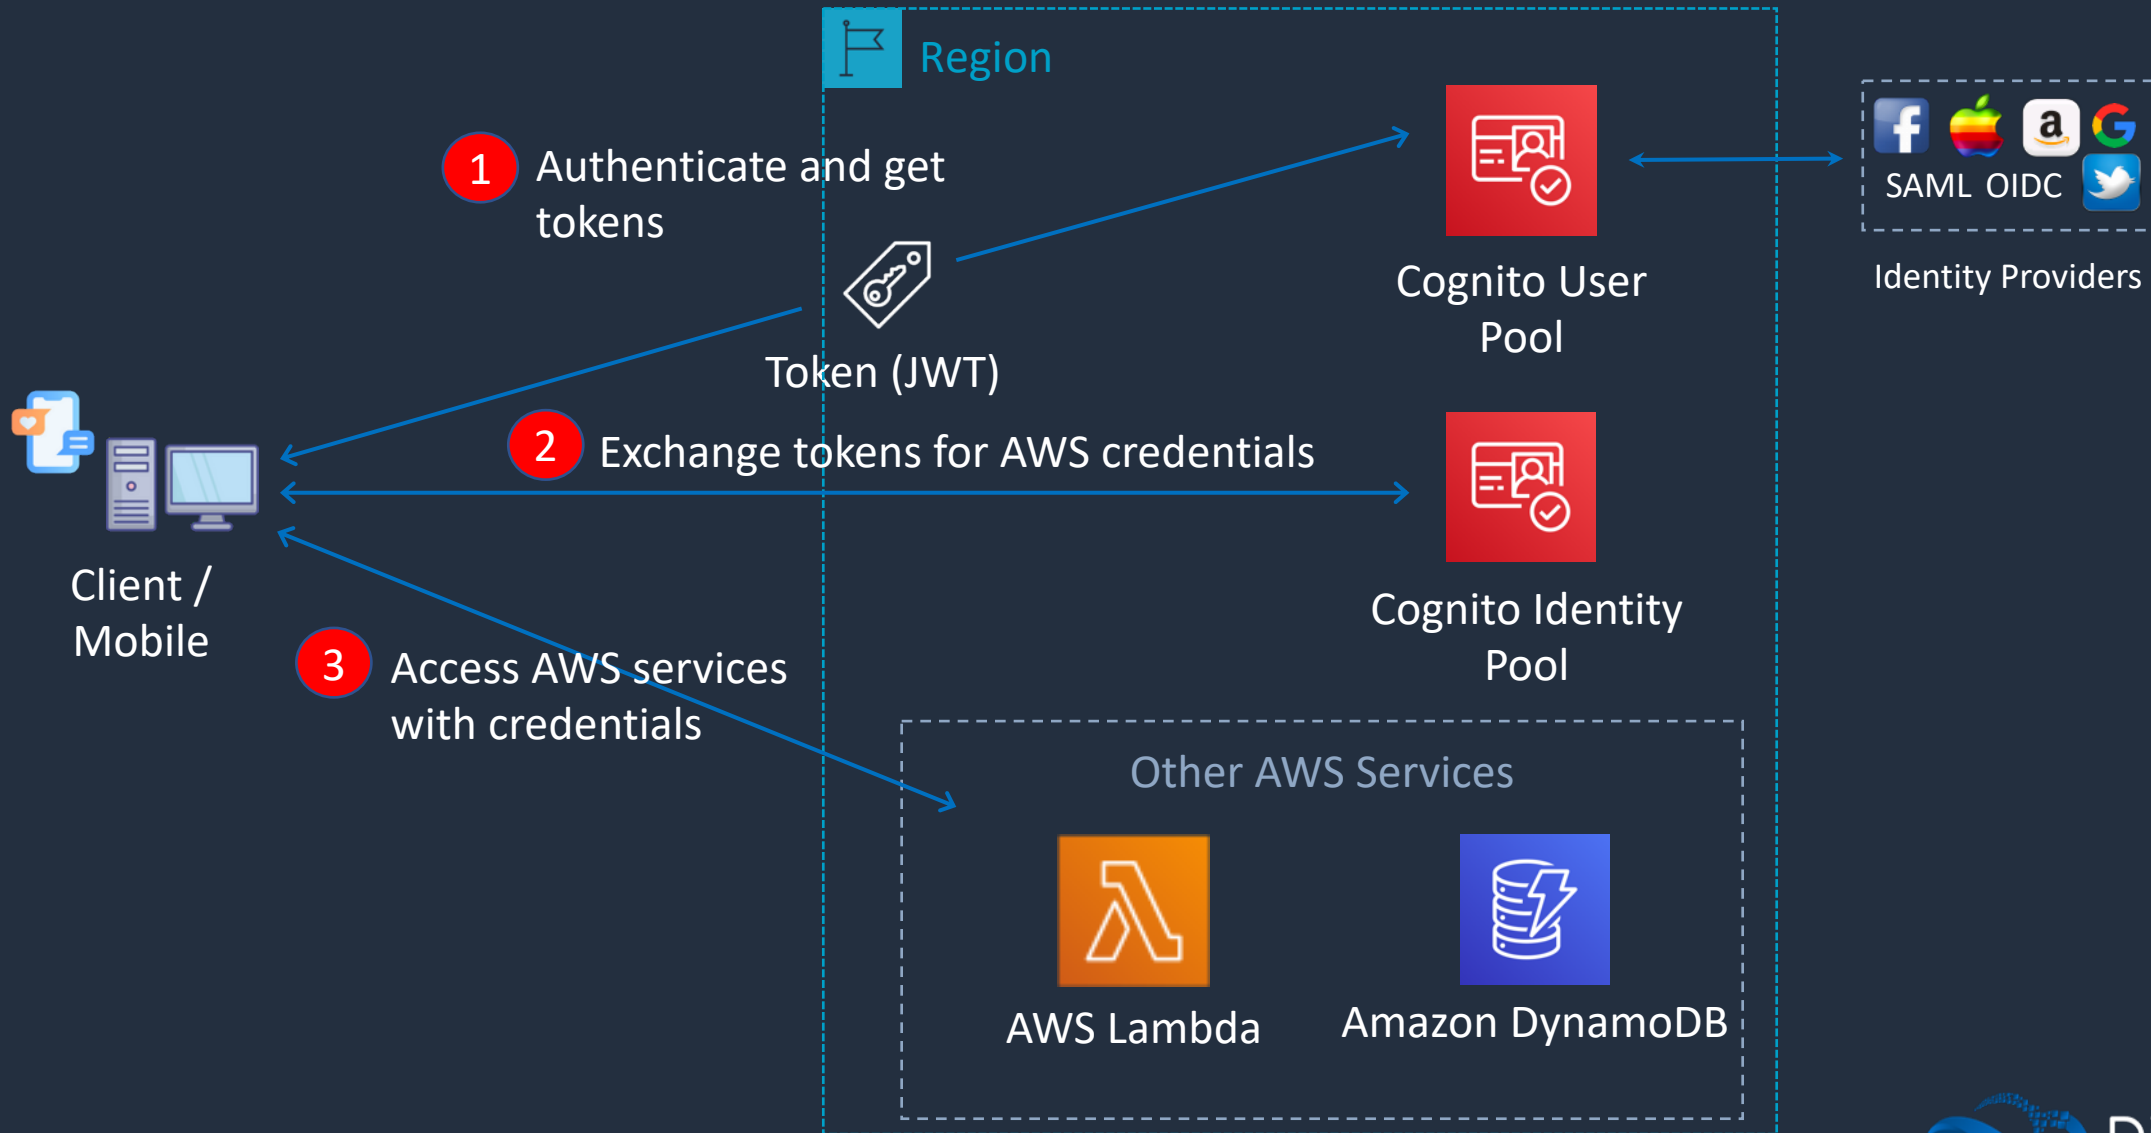 Region
1 Authenticate and get
tokens
Token (JWT)
Cognito User
Pool
a
SAML OIDC
Identity Providers
2 Exchange tokens for AWS credentials
Client /
Mobile
Cognito Identity
Pool
3 Access AWS services
with credentials
Other AWS Services
AWS Lambda
Amazon DynamoDB